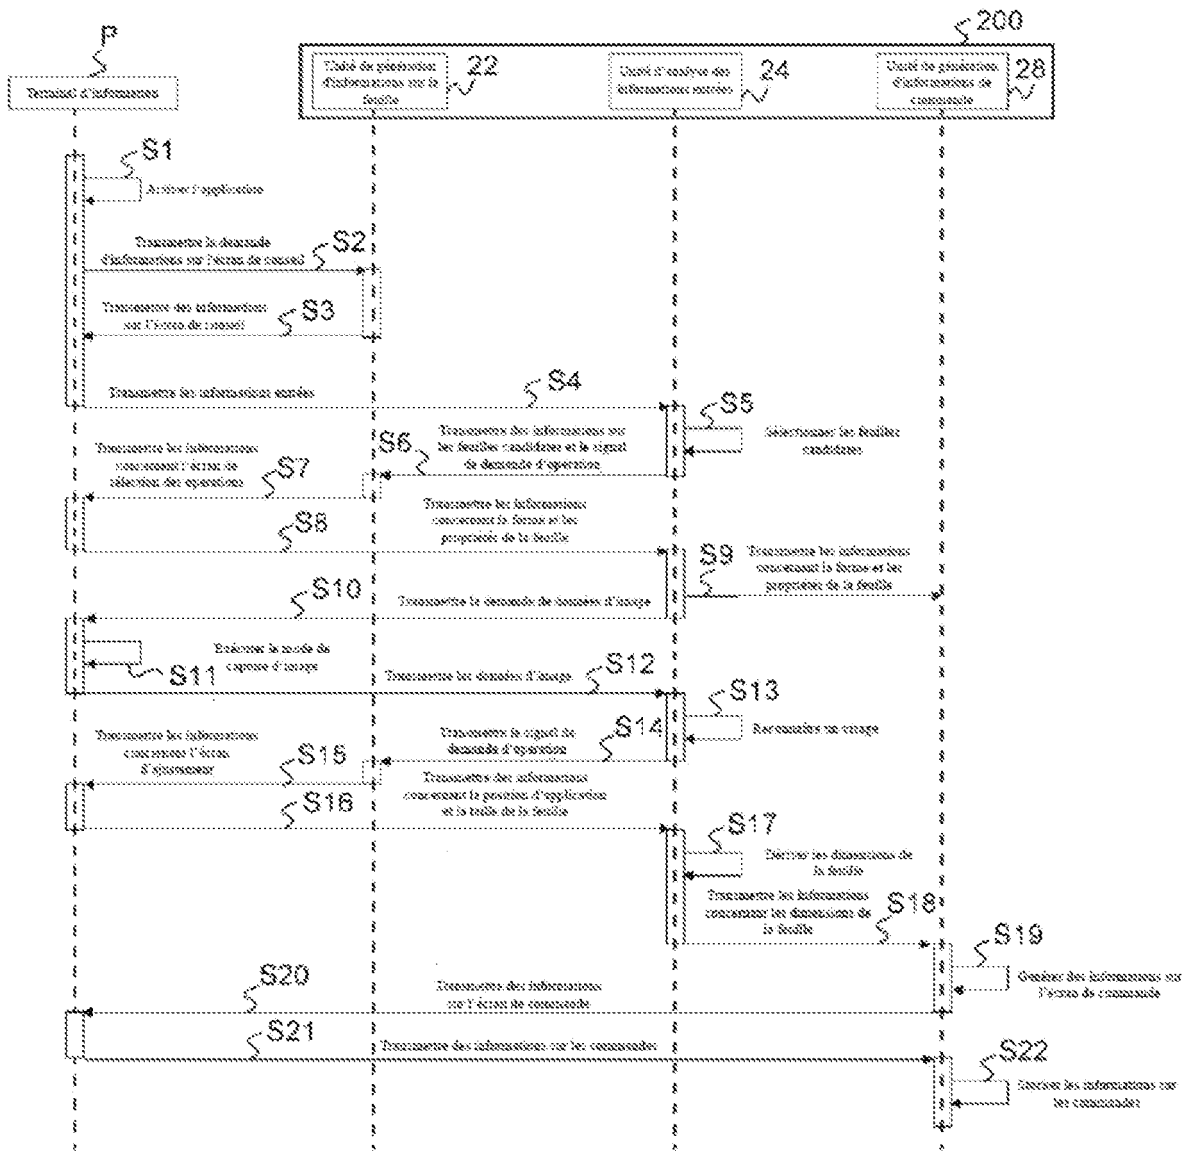 P
200
Terminal d'information
Unité de génération
d'informations sur la
feuille
22
Unité d'analyse des
informations entrées
24
Unité de génération
d'informations de
commande
28
S1
Activer l'application
Transmettre la demande
d'informations sur l'écran de conseil
S2
Transmettre des informations
sur l'écran de conseil
S3
Transmettre les informations entrées
S4
S5
Sélectionner les feuilles
candidates
Transmettre des informations sur
les feuilles candidates et le signal
de demande d'operation
S6
Transmettre les informations
concernant l'écran de
sélection des operations
S7
S8
Transmettre les informations
concernant la forme et les
propriétés de la feuille
S9
Transmettre les informations
concernant la forme et les
propriétés de la feuille
S10
Transmettre la demande de données d'image
Exécuter le mode de
capture d'image
S11
Transmettre les données d'image
S12
S13
Reconnaître un visage
Transmettre le signal de
demande d'operation
S14
Transmettre les informations
concernant l'écran
d'ajustement
S15
Transmettre des informations
concernant la position d'application
et la taille de la feuille
S16
S17
Dériver les dimensions de
la feuille
Transmettre les informations
concernant les dimensions de
la feuille
S18
S19
Générer des informations sur
l'écran de commande
S20
Transmettre des informations
sur l'écran de commande
S21
Transmettre des informations sur les commandes
S22
les informations sur
les commandes